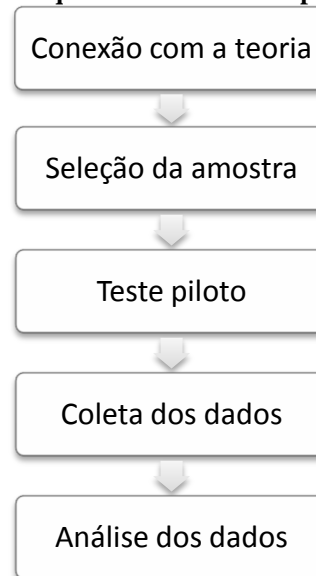 Conexão com a teoria
Seleção da amostra
Teste piloto
Coleta dos dados
Análise dos dados